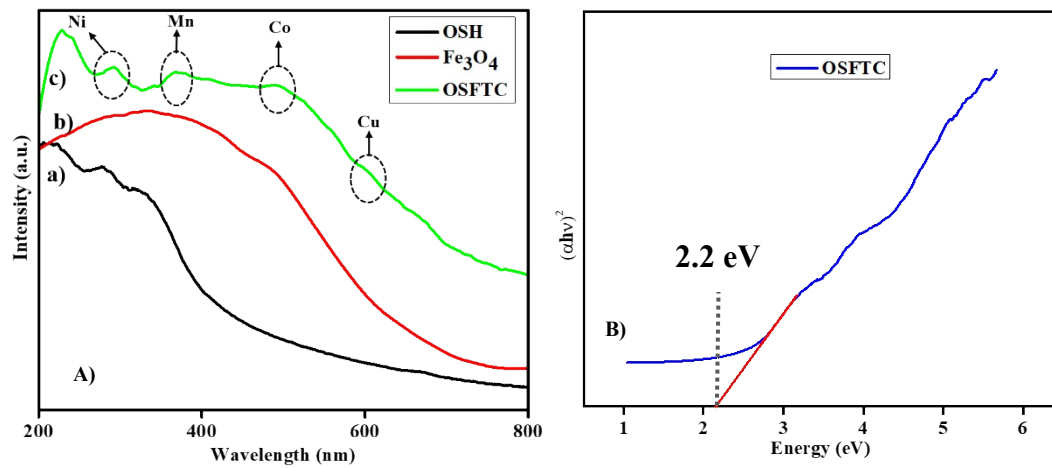 Ni
Mn
Co
Cu
OSH
Fe₃O₄
OSFTC
c)
b)
a)
A)
Intensity (a.u.)
200
400
600
800
Wavelength (nm)
OSFTC
2.2 eV
B)
(αhν)²
1
2
3
4
5
6
Energy (eV)